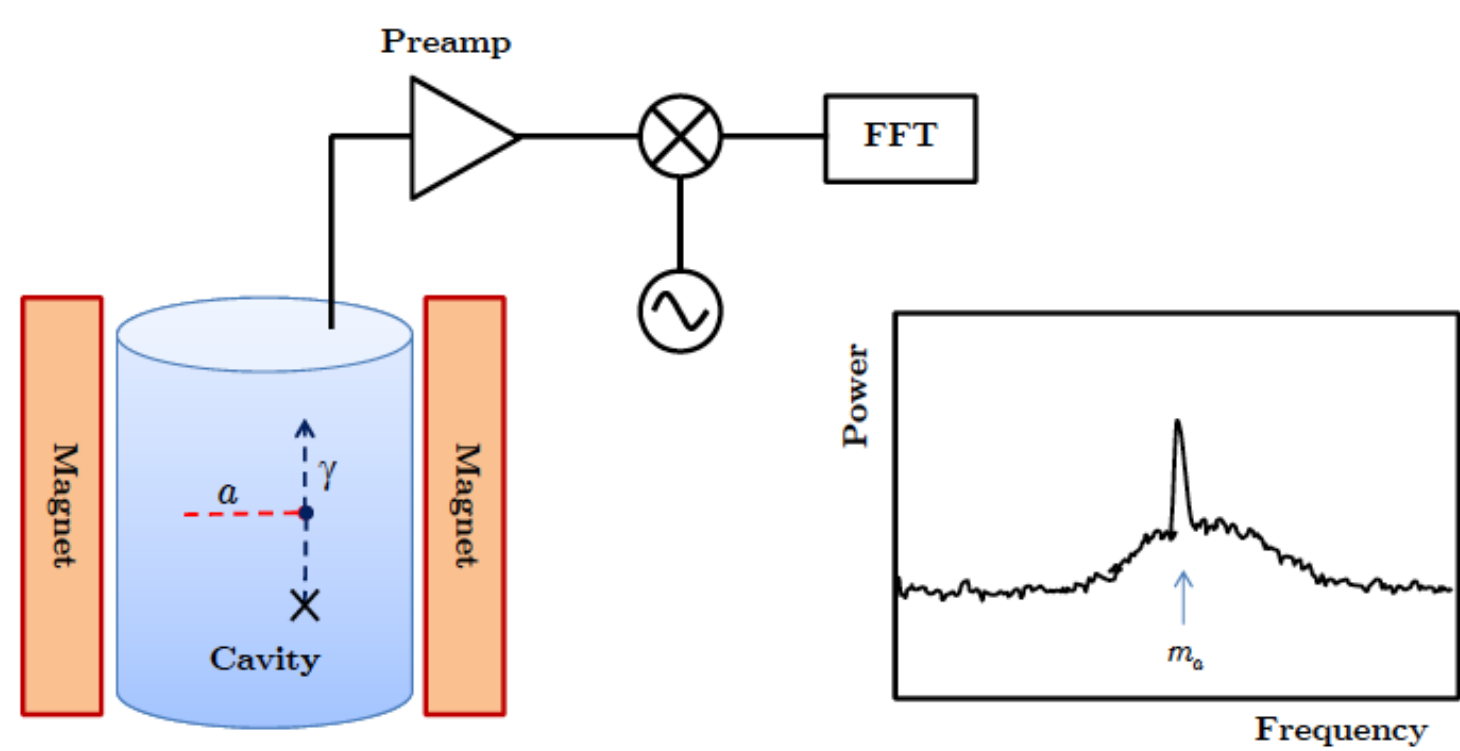 Preamp
FFT
Magnet
a
γ
Magnet
Cavity
Power
mₐ
Frequency